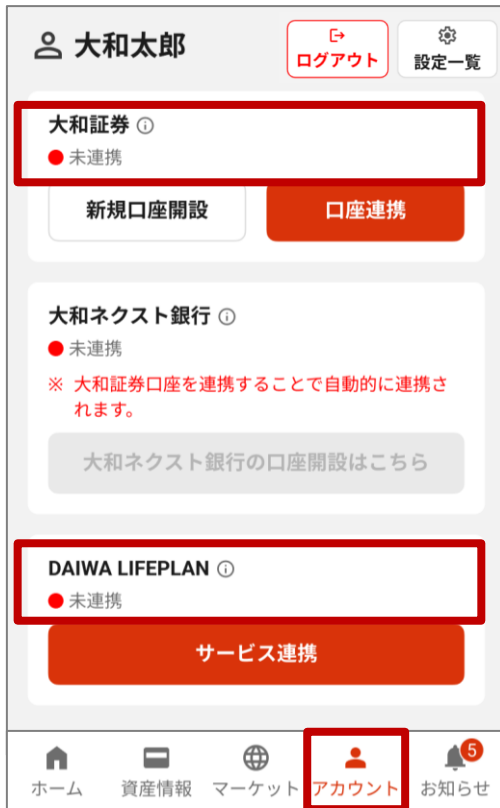 大和太郎
ログアウト
設定一覧
大和証券
未連携
新規口座開設
口座連携
大和ネクスト銀行
未連携
※ 大和証券口座を連携することで自動的に連携さ
れます。
大和ネクスト銀行の口座開設はこちら
DAIWA LIFEPLAN
未連携
サービス連携
5
ホーム 資産情報 マーケット アカウント お知らせ